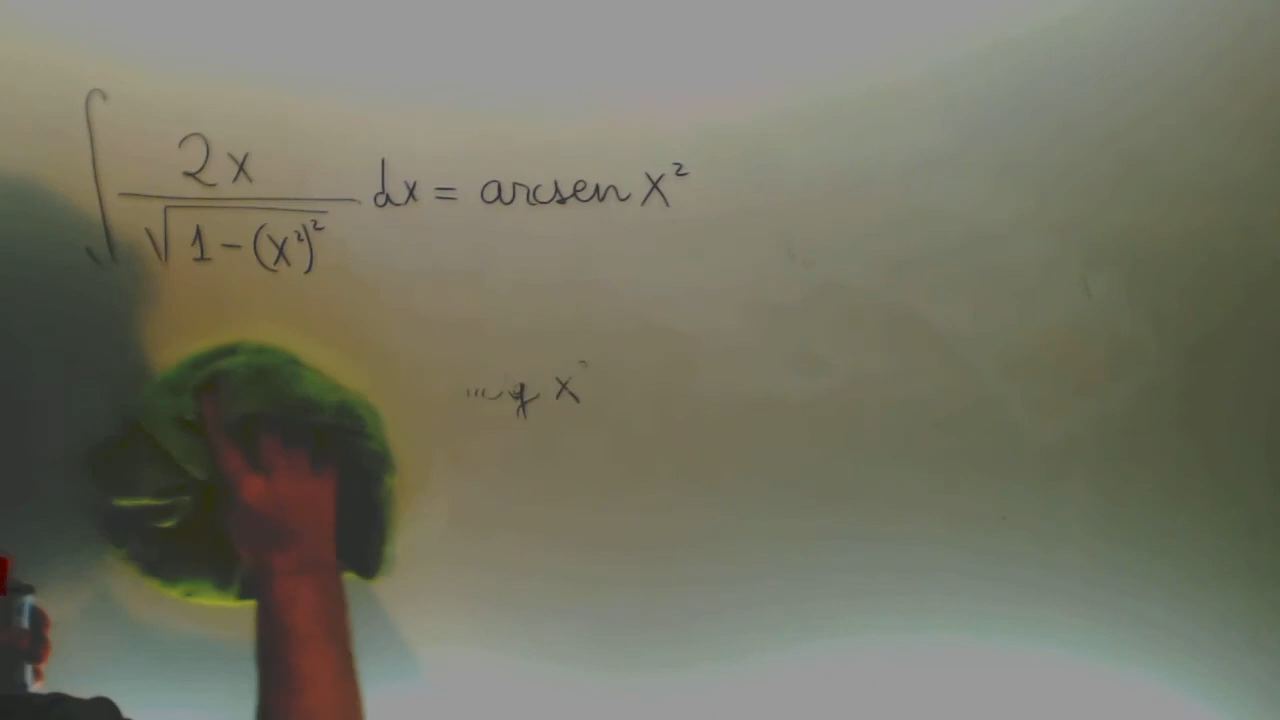 ∫ 2x / √(1-(x²)²) dx = arcsen x²
x